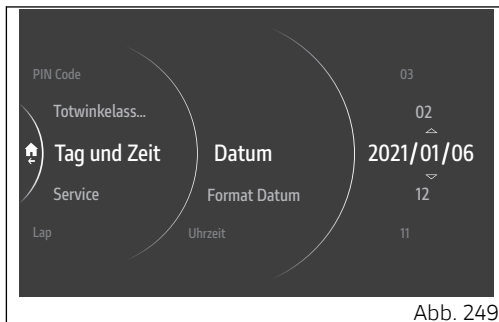 PIN Code
Totwinkelass...
Tag und Zeit
Service
Lap
Datum
Format Datum
Uhrzeit
03
02
2021/01/06
12
11
Abb. 249